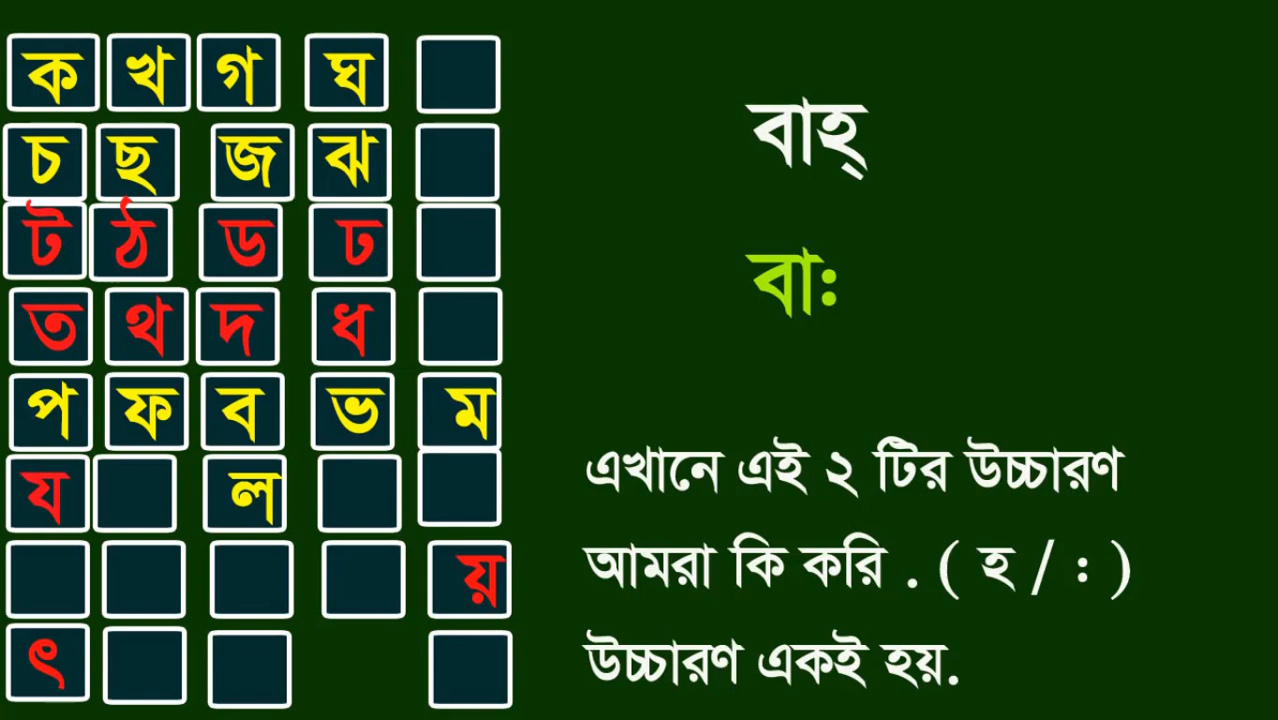 ক খ গ ঘ
চ ছ জ ঝ
ট ঠ ড ঢ
ত থ দ ধ
প ফ ব ভ ম
য ল
য়
ৎ
বাহ্
বাঃ
এখানে এই ২ টির উচ্চারণ
আমরা কি করি . ( হ / : )
উচ্চারণ একই হয়.